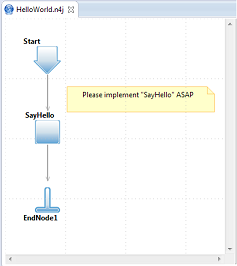 HelloWorld.n4j
Start
Please implement "SayHello" ASAP
SayHello
EndNode1